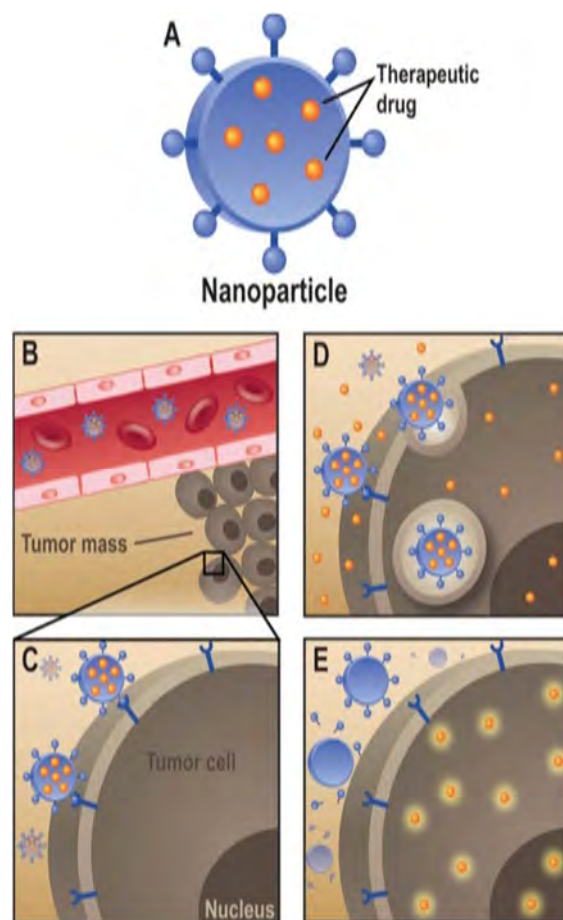 A
Therapeutic
drug
Nanoparticle
B
Tumor mass
C
Tumor cell
Nucleus
D
E